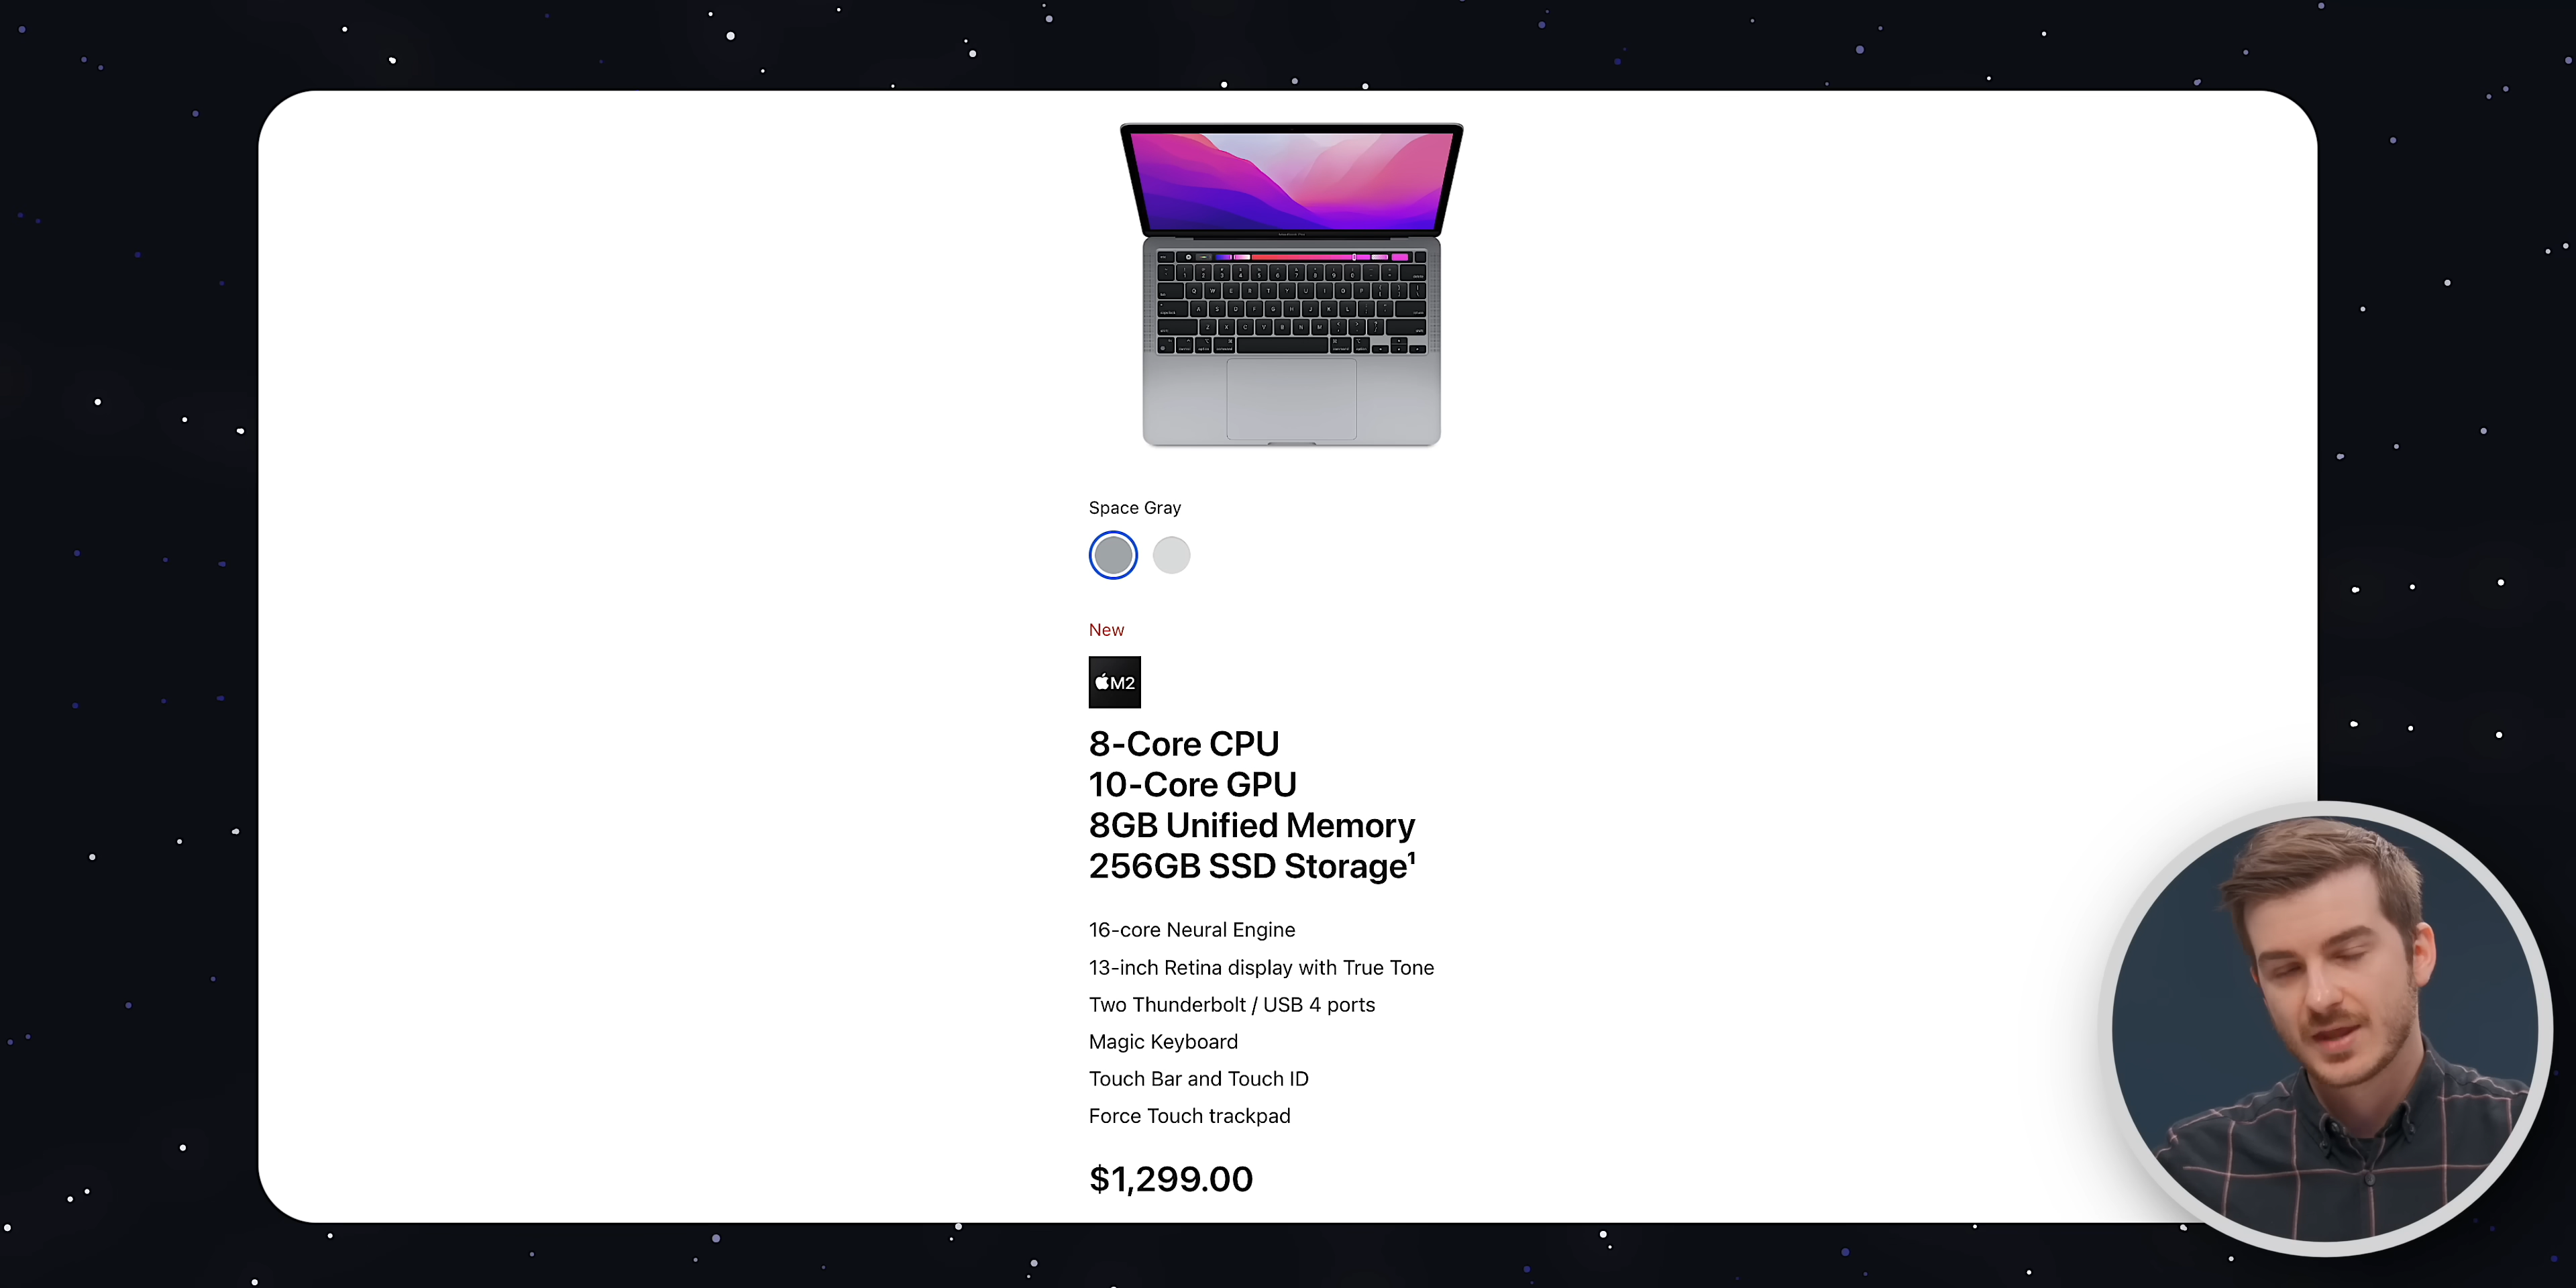 Space Gray
New
M2
8-Core CPU
10-Core GPU
8GB Unified Memory
256GB SSD Storage¹
16-core Neural Engine
13-inch Retina display with True Tone
Two Thunderbolt / USB 4 ports
Magic Keyboard
Touch Bar and Touch ID
Force Touch trackpad
$1,299.00